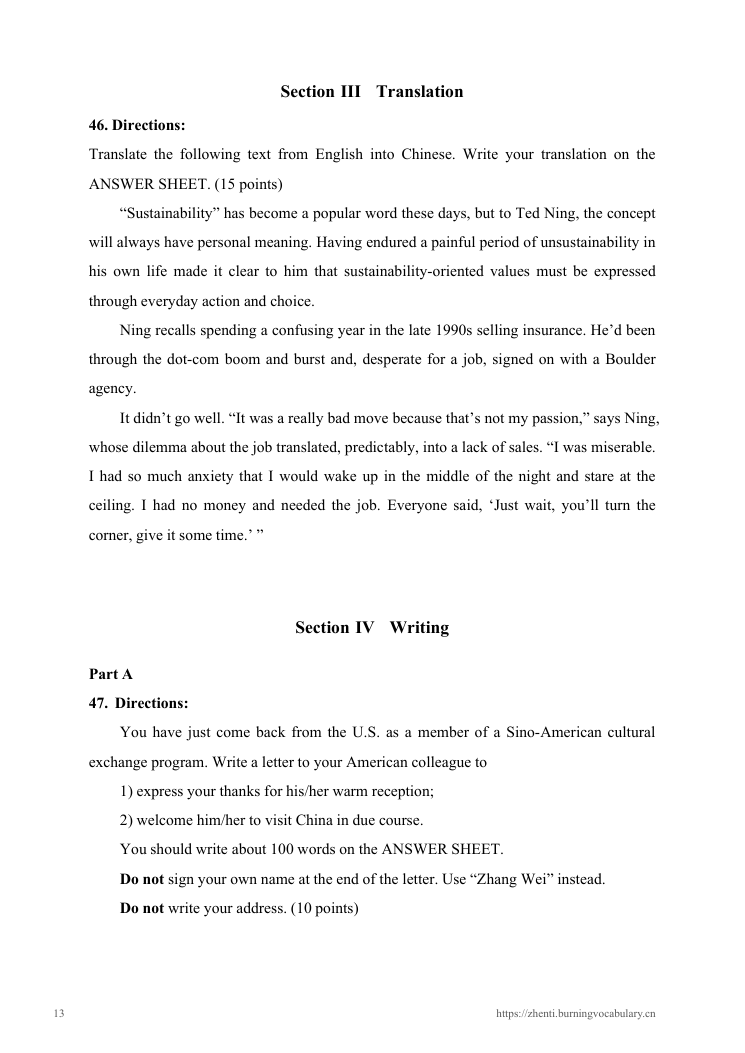 Section III Translation
46. Directions:
Translate the following text from English into Chinese. Write your translation on the
ANSWER SHEET. (15 points)
“Sustainability” has become a popular word these days, but to Ted Ning, the concept
will always have personal meaning. Having endured a painful period of unsustainability in
his own life made it clear to him that sustainability-oriented values must be expressed
through everyday action and choice.
Ning recalls spending a confusing year in the late 1990s selling insurance. He’d been
through the dot-com boom and burst and, desperate for a job, signed on with a Boulder
agency.
It didn’t go well. “It was a really bad move because that’s not my passion,” says Ning,
whose dilemma about the job translated, predictably, into a lack of sales. “I was miserable.
I had so much anxiety that I would wake up in the middle of the night and stare at the
ceiling. I had no money and needed the job. Everyone said, ‘Just wait, you’ll turn the
corner, give it some time.’ ”
Section IV Writing
Part A
47. Directions:
You have just come back from the U.S. as a member of a Sino-American cultural
exchange program. Write a letter to your American colleague to
1) express your thanks for his/her warm reception;
2) welcome him/her to visit China in due course.
You should write about 100 words on the ANSWER SHEET.
Do not sign your own name at the end of the letter. Use “Zhang Wei” instead.
Do not write your address. (10 points)
13 https://zhenti.burningvocabulary.cn